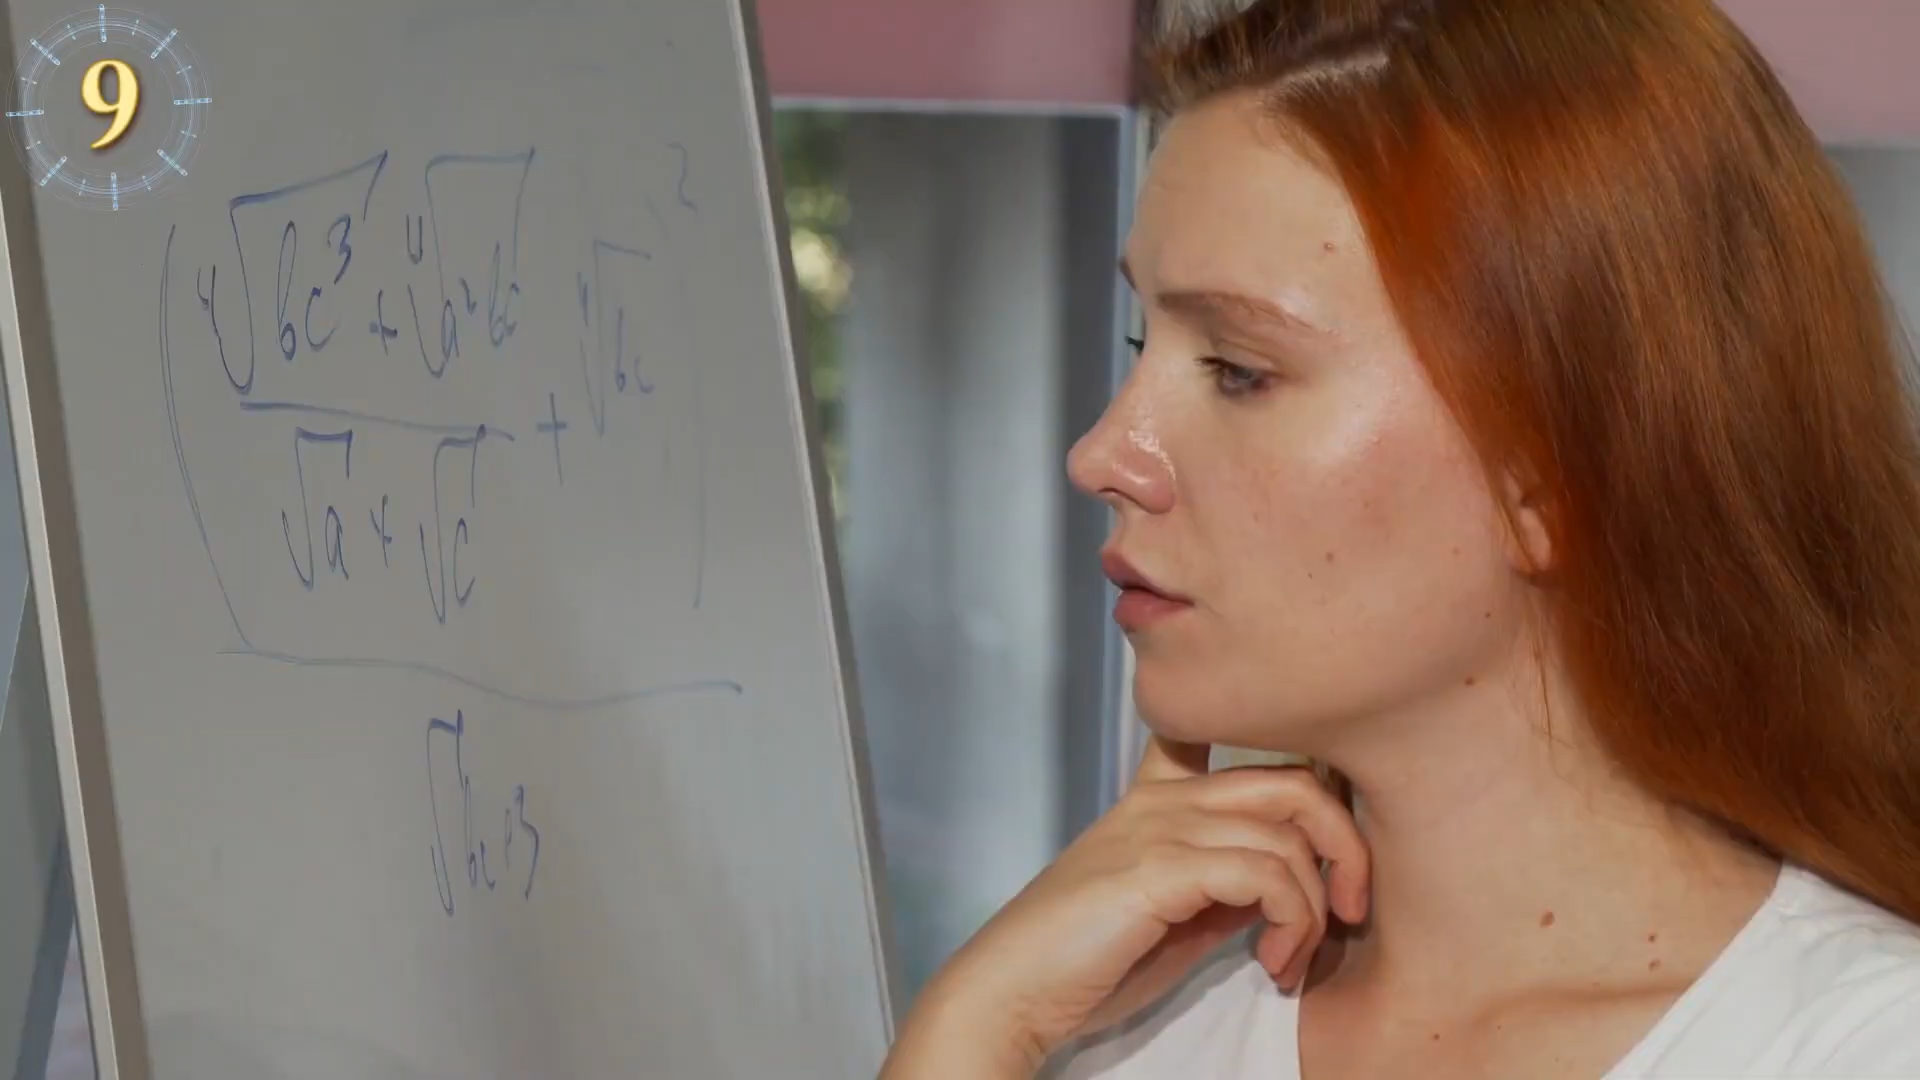 9
(⁴√bc³ + ⁴√a²bc
√a + √c
+ ⁴√bc )²
√bc+3